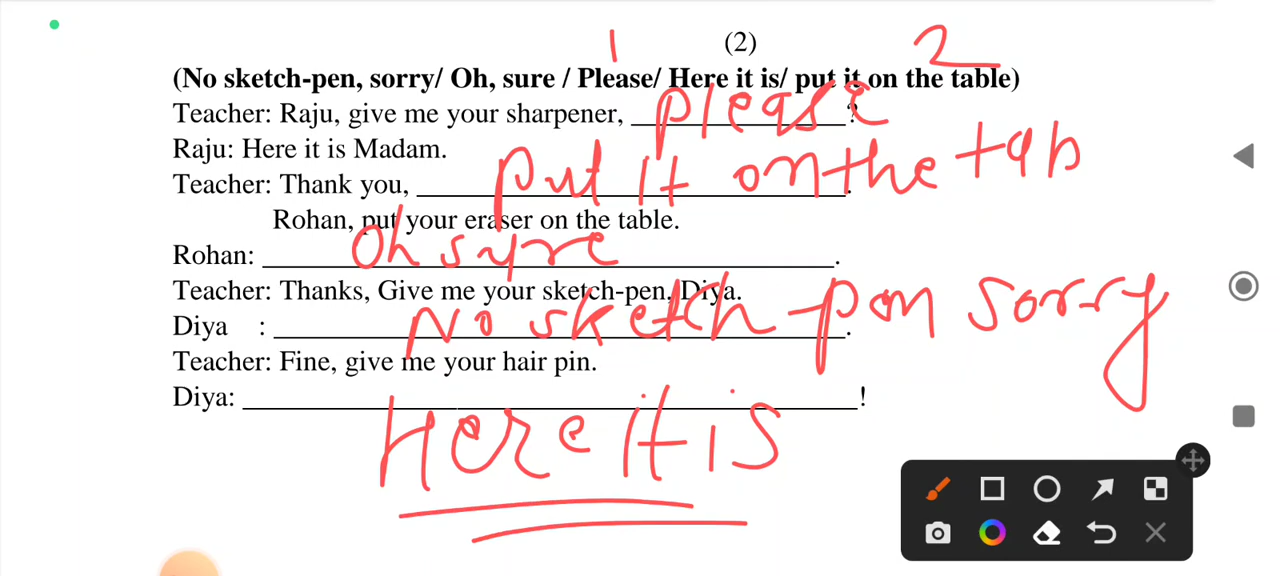 1 (2) 2
(No sketch-pen, sorry/ Oh, sure / Please/ Here it is/ put it on the table)
Teacher: Raju, give me your sharpener, please ?
Raju: Here it is Madam.
Teacher: Thank you, put it on the tab .
Rohan, put your eraser on the table.
Rohan: Oh sure .
Teacher: Thanks, Give me your sketch-pen, Diya.
Diya : No sketch-pen sorry .
Teacher: Fine, give me your hair pin.
Diya: Here it is !